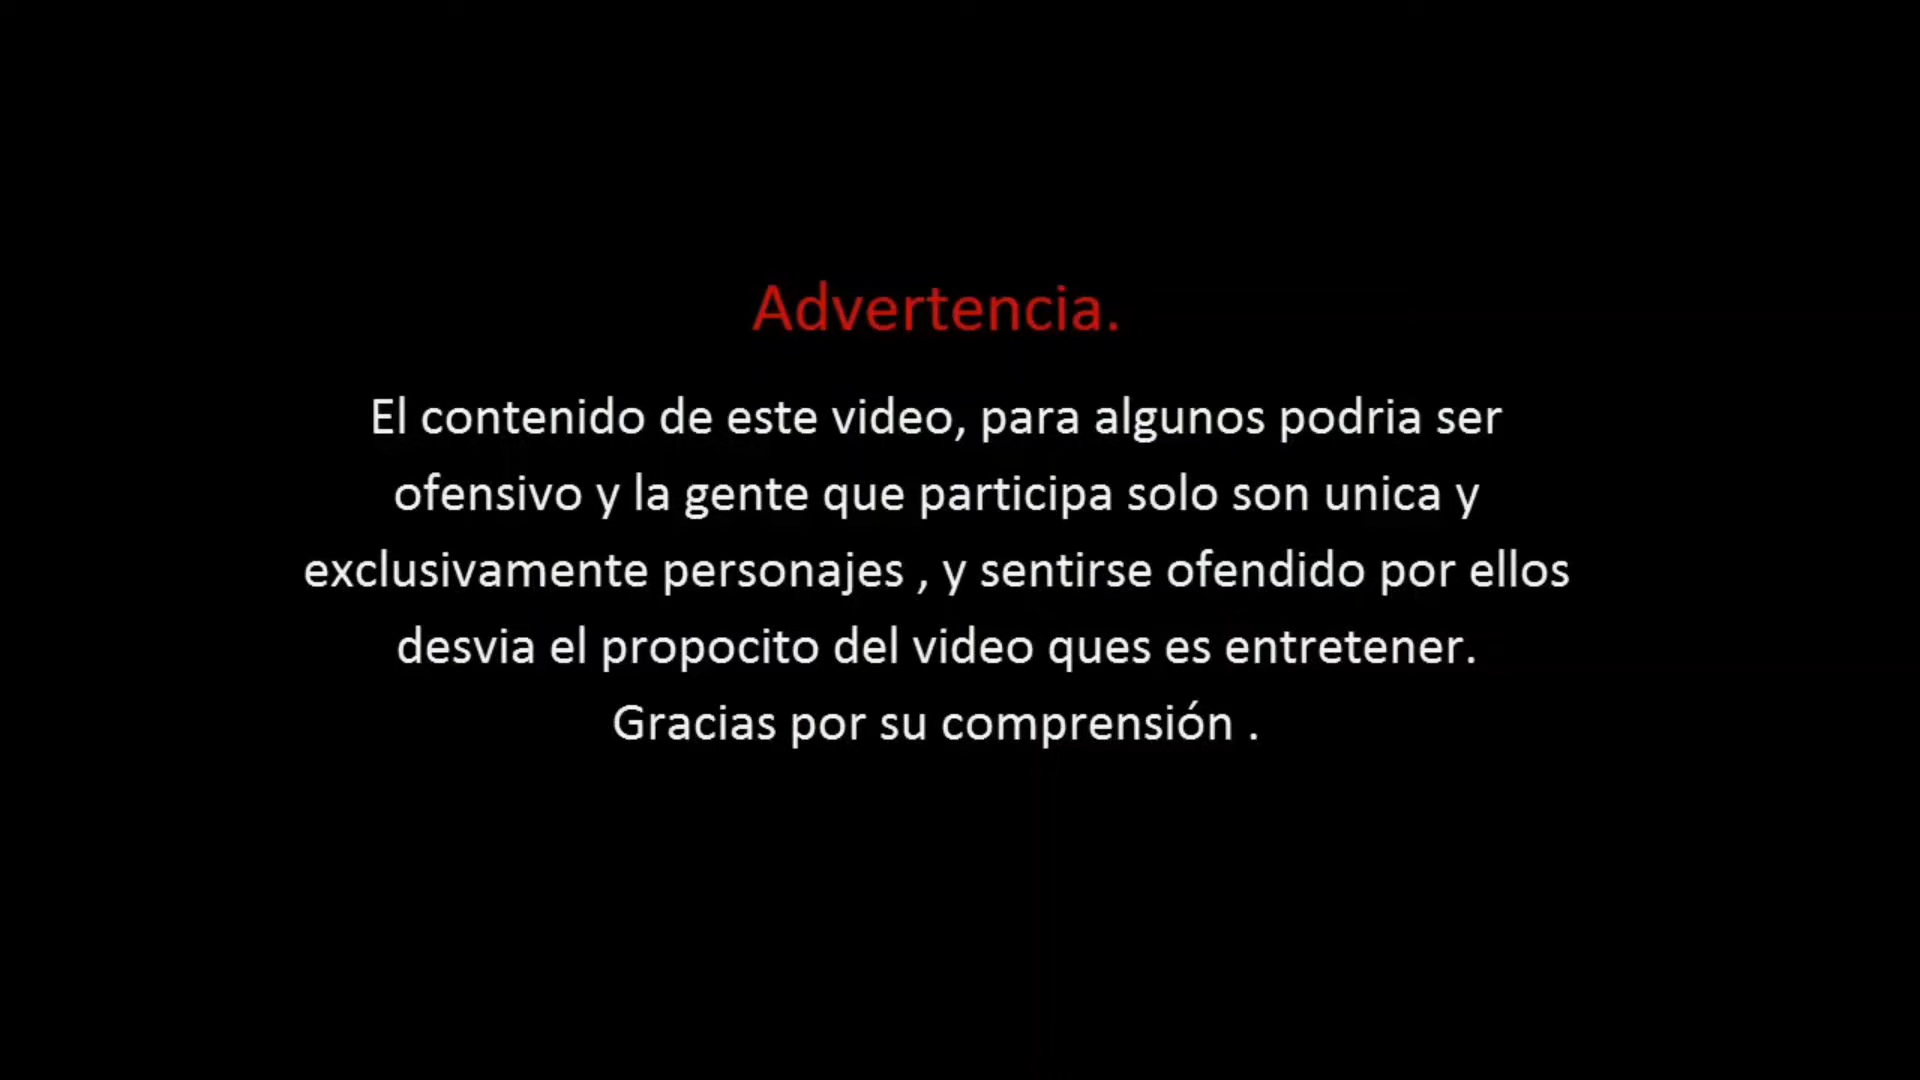 Advertencia.
El contenido de este video, para algunos podria ser
ofensivo y la gente que participa solo son unica y
exclusivamente personajes , y sentirse ofendido por ellos
desvia el propocito del video ques es entretener.
Gracias por su comprensión .